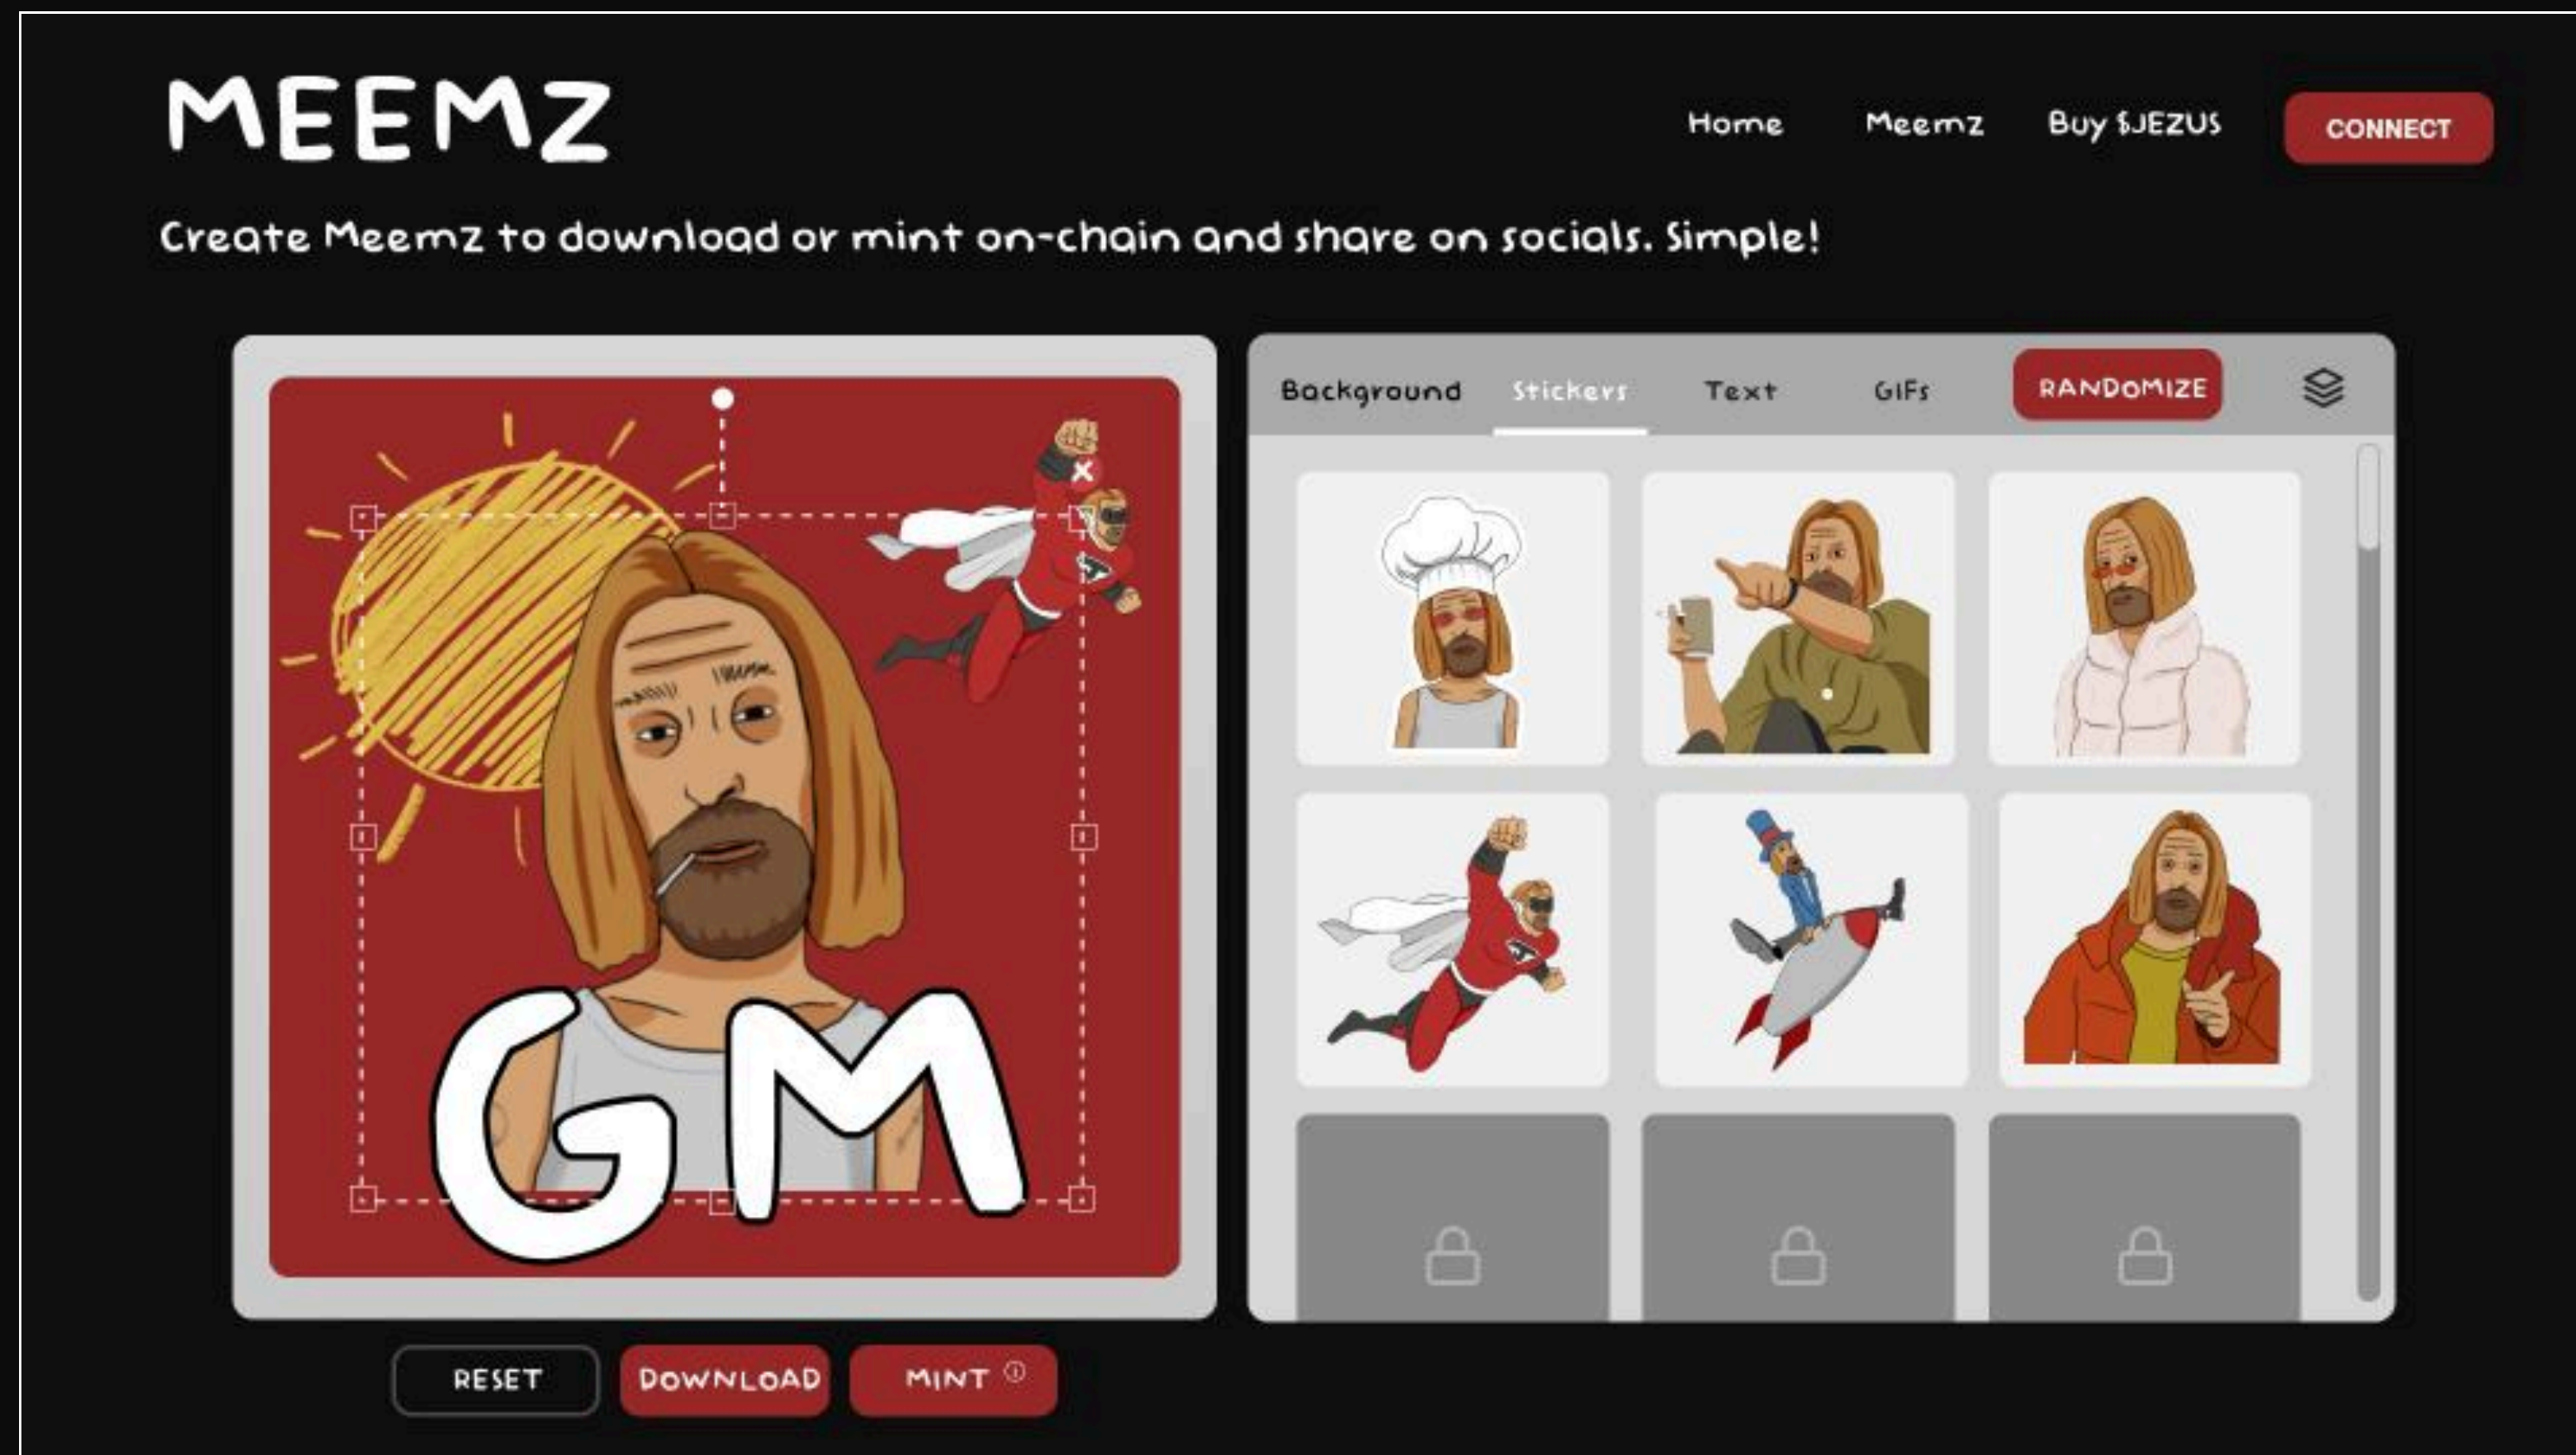 MEEMZ
Home Meemz Buy $JEZUS CONNECT
Create Meemz to download or mint on-chain and share on socials. Simple!
Background Stickers Text GIFs RANDOMIZE
GM
RESET DOWNLOAD MINT